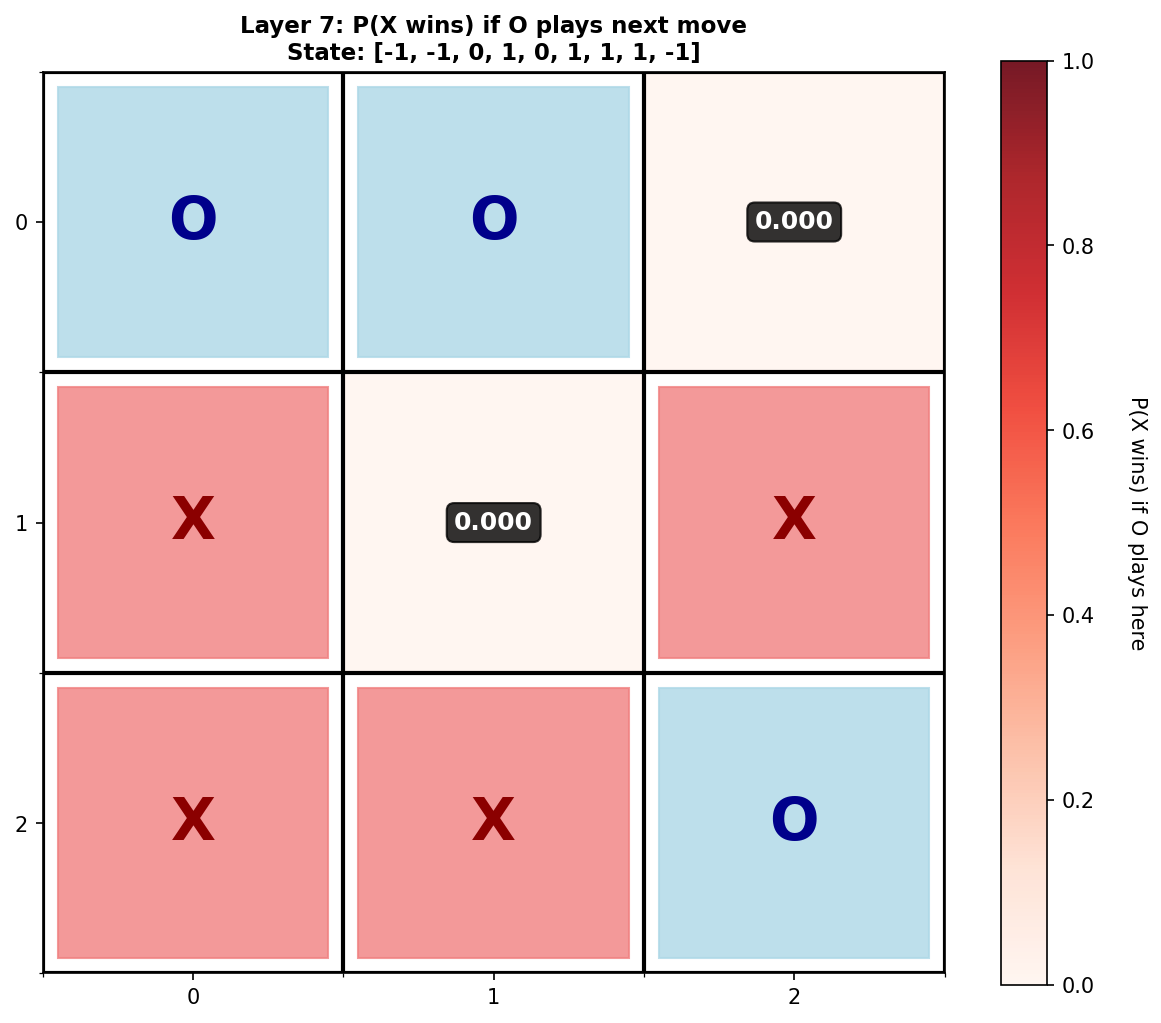 Layer 7: P(X wins) if O plays next move
State: [-1, -1, 0, 1, 0, 1, 1, 1, -1]
O O 0.000
X 0.000 X
X X O
0
1
2
0 1 2
1.0
0.8
0.6
0.4
0.2
0.0
P(X wins) if O plays here